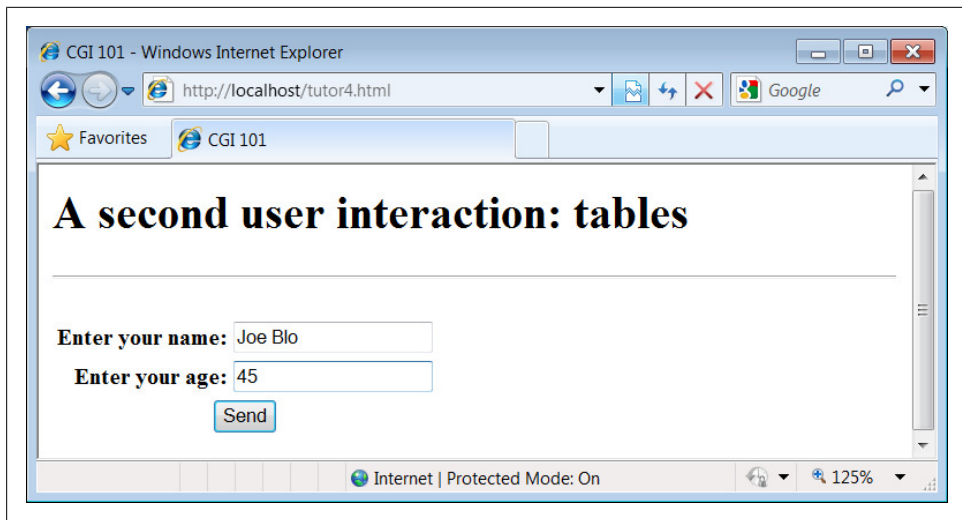 CGI 101 - Windows Internet Explorer
http://localhost/tutor4.html
Google
Favorites
CGI 101
A second user interaction: tables
Enter your name: Joe Blo
Enter your age: 45
Send
Internet | Protected Mode: On
125%